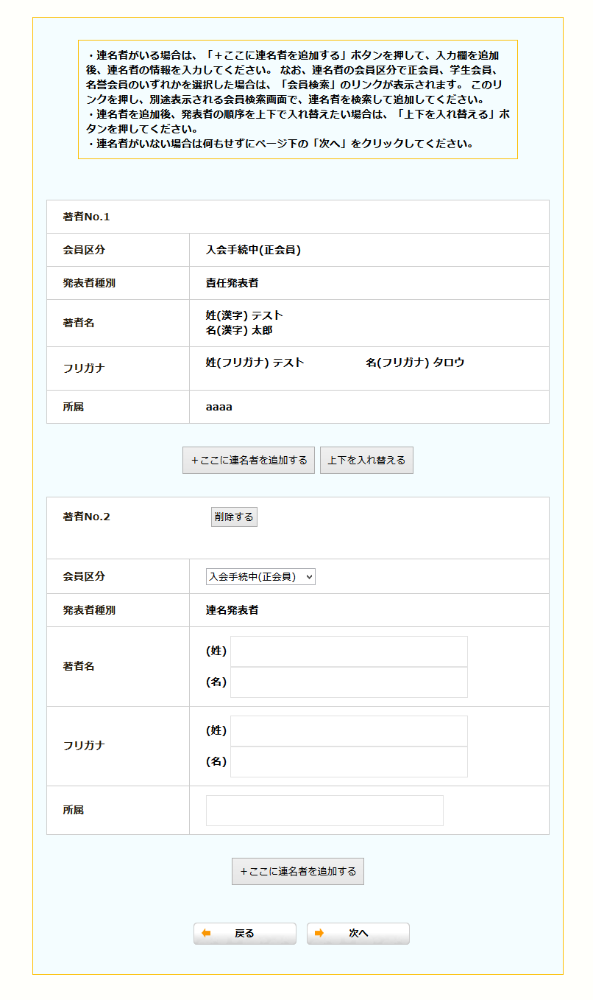 ・連名者がいる場合は、「＋ここに連名者を追加する」ボタンを押して、入力欄を追加
後、連名者の情報を入力してください。 なお、連名者の会員区分で正会員、学生会員、
名誉会員のいずれかを選択した場合は、「会員検索」のリンクが表示されます。 このリ
ンクを押し、別途表示される会員検索画面で、連名者を検索して追加してください。
・連名者を追加後、発表者の順序を上下で入れ替えたい場合は、「上下を入れ替える」ボ
タンを押してください。
・連名者がいない場合は何もせずにページ下の「次へ」をクリックしてください。
著者No.1
会員区分 入会手続中(正会員)
発表者種別 責任発表者
著者名 姓(漢字) テスト
名(漢字) 太郎
フリガナ 姓(フリガナ) テスト 名(フリガナ) タロウ
所属 aaaa
＋ここに連名者を追加する 上下を入れ替える
著者No.2 削除する
会員区分 入会手続中(正会員)
発表者種別 連名発表者
著者名 (姓)
(名)
フリガナ (姓)
(名)
所属
＋ここに連名者を追加する
戻る 次へ